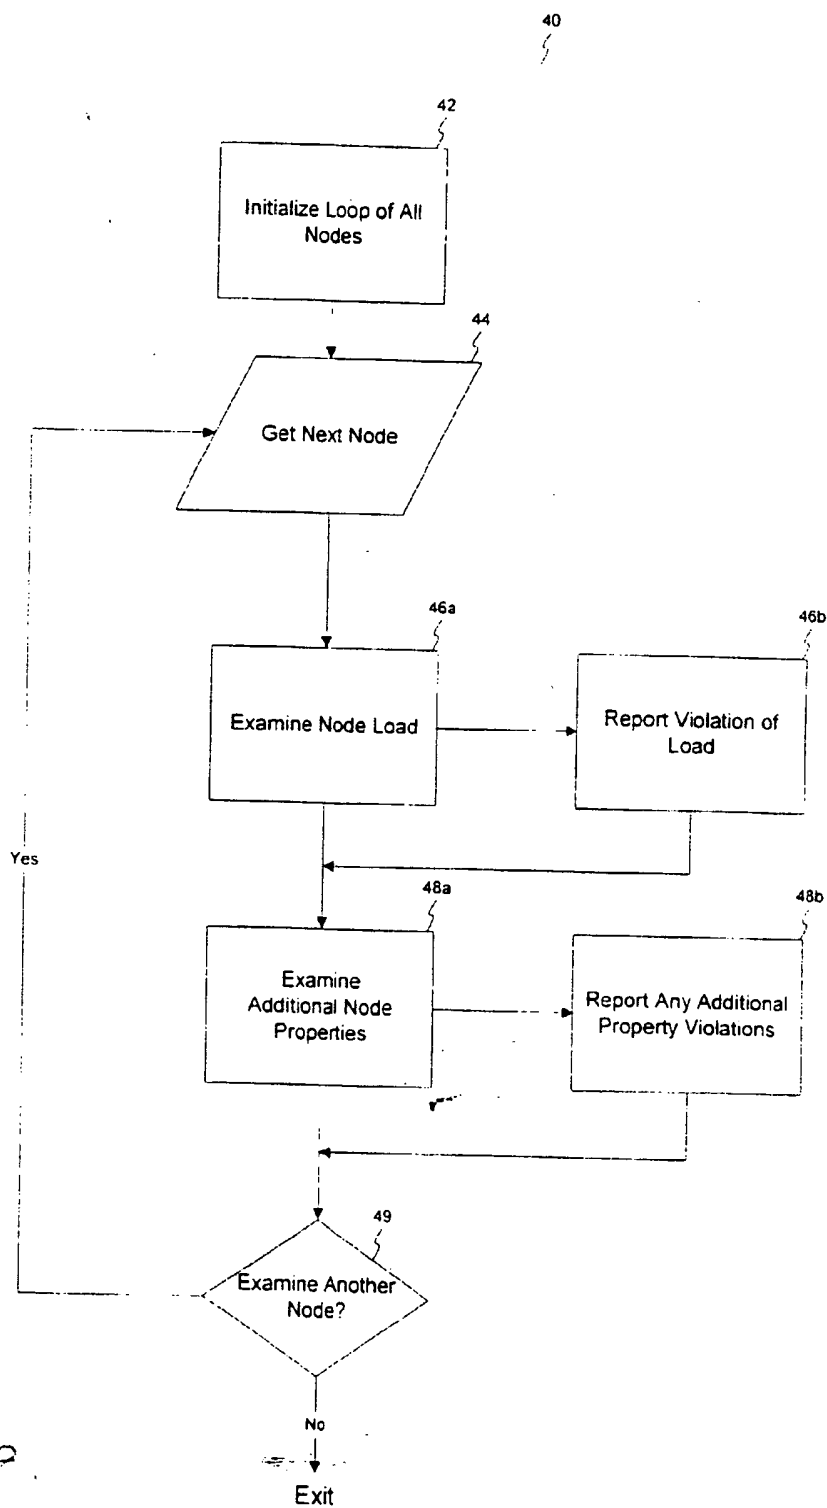 40
42
Initialize Loop of All
Nodes
44
Get Next Node
46a
Examine Node Load
46b
Report Violation of
Load
Yes
48a
Examine
Additional Node
Properties
48b
Report Any Additional
Property Violations
49
Examine Another
Node?
No
Exit